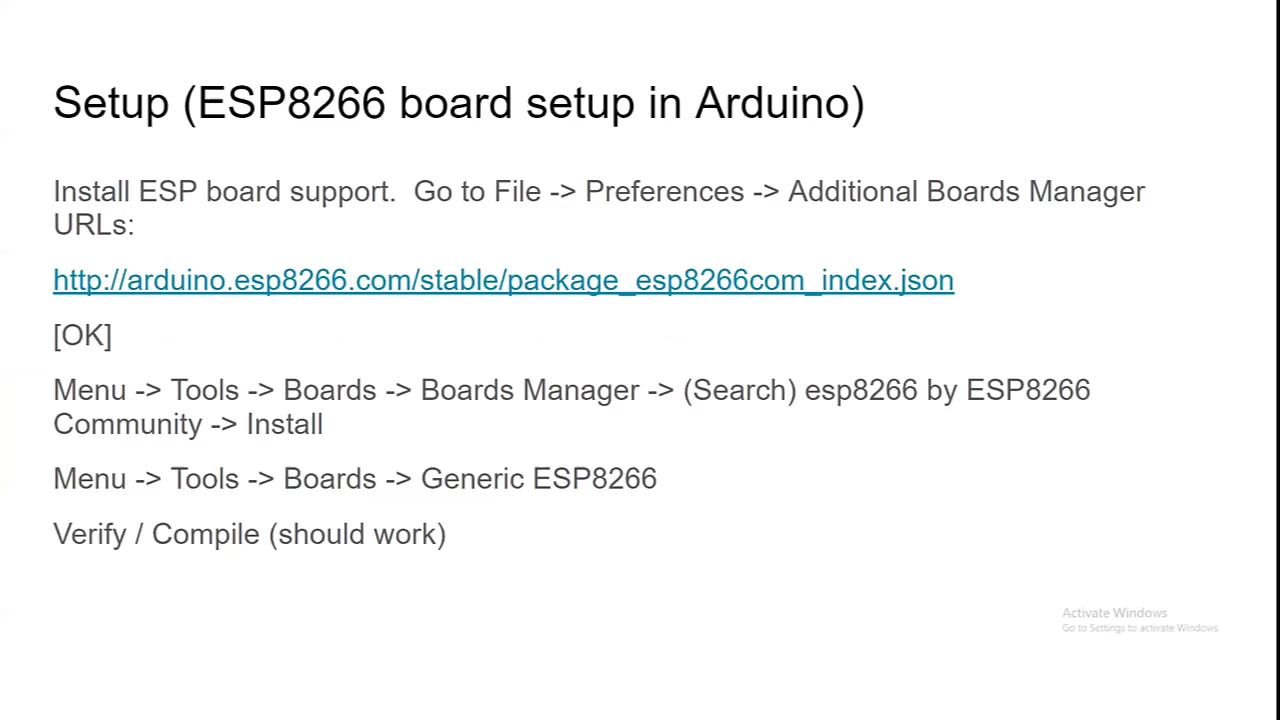 Setup (ESP8266 board setup in Arduino)
Install ESP board support.  Go to File -> Preferences -> Additional Boards Manager
URLs:
http://arduino.esp8266.com/stable/package_esp8266com_index.json
[OK]
Menu -> Tools -> Boards -> Boards Manager -> (Search) esp8266 by ESP8266
Community -> Install
Menu -> Tools -> Boards -> Generic ESP8266
Verify / Compile (should work)
Activate Windows
Go to Settings to activate Windows.